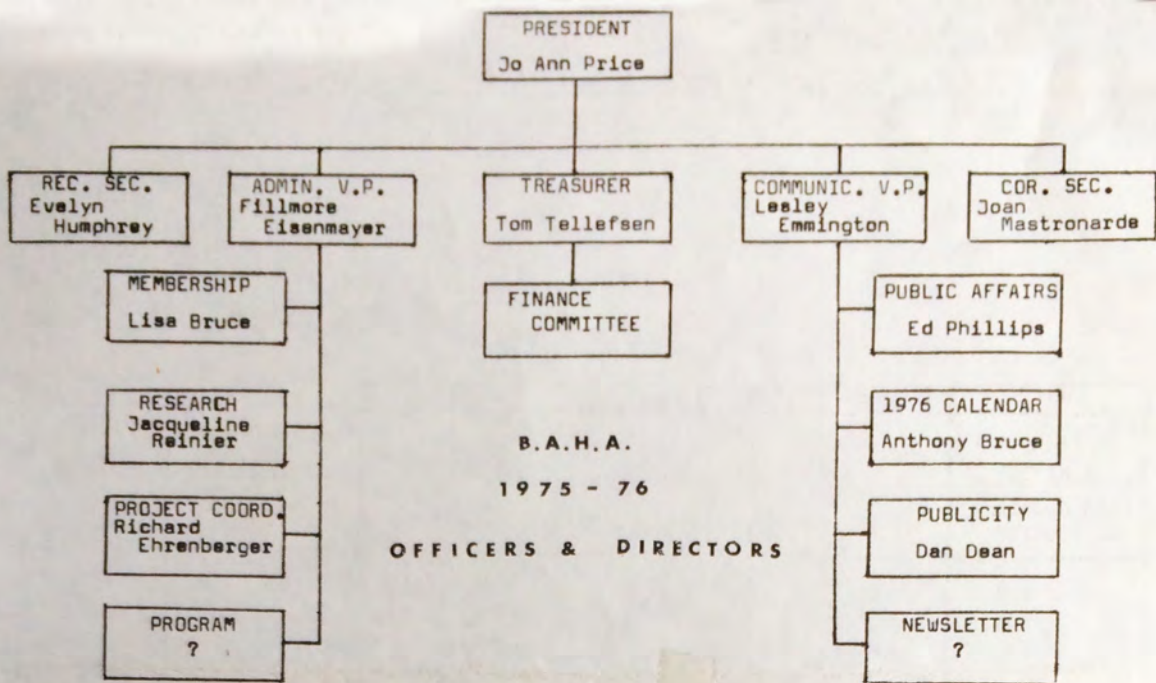 PRESIDENT
Jo Ann Price
REC. SEC.
Evelyn
Humphrey
ADMIN. V.P.
Fillmore
Eisenmayer
TREASURER
Tom Tellefsen
COMMUNIC. V.P.
Lesley
Emmington
COR. SEC.
Joan
Mastronarde
MEMBERSHIP
Lisa Bruce
FINANCE
COMMITTEE
PUBLIC AFFAIRS
Ed Phillips
RESEARCH
Jacqueline
Reinier
1976 CALENDAR
Anthony Bruce
PROJECT COORD.
Richard
Ehrenberger
PUBLICITY
Dan Dean
PROGRAM
?
NEWSLETTER
?
B.A.H.A.
1975 - 76
OFFICERS & DIRECTORS